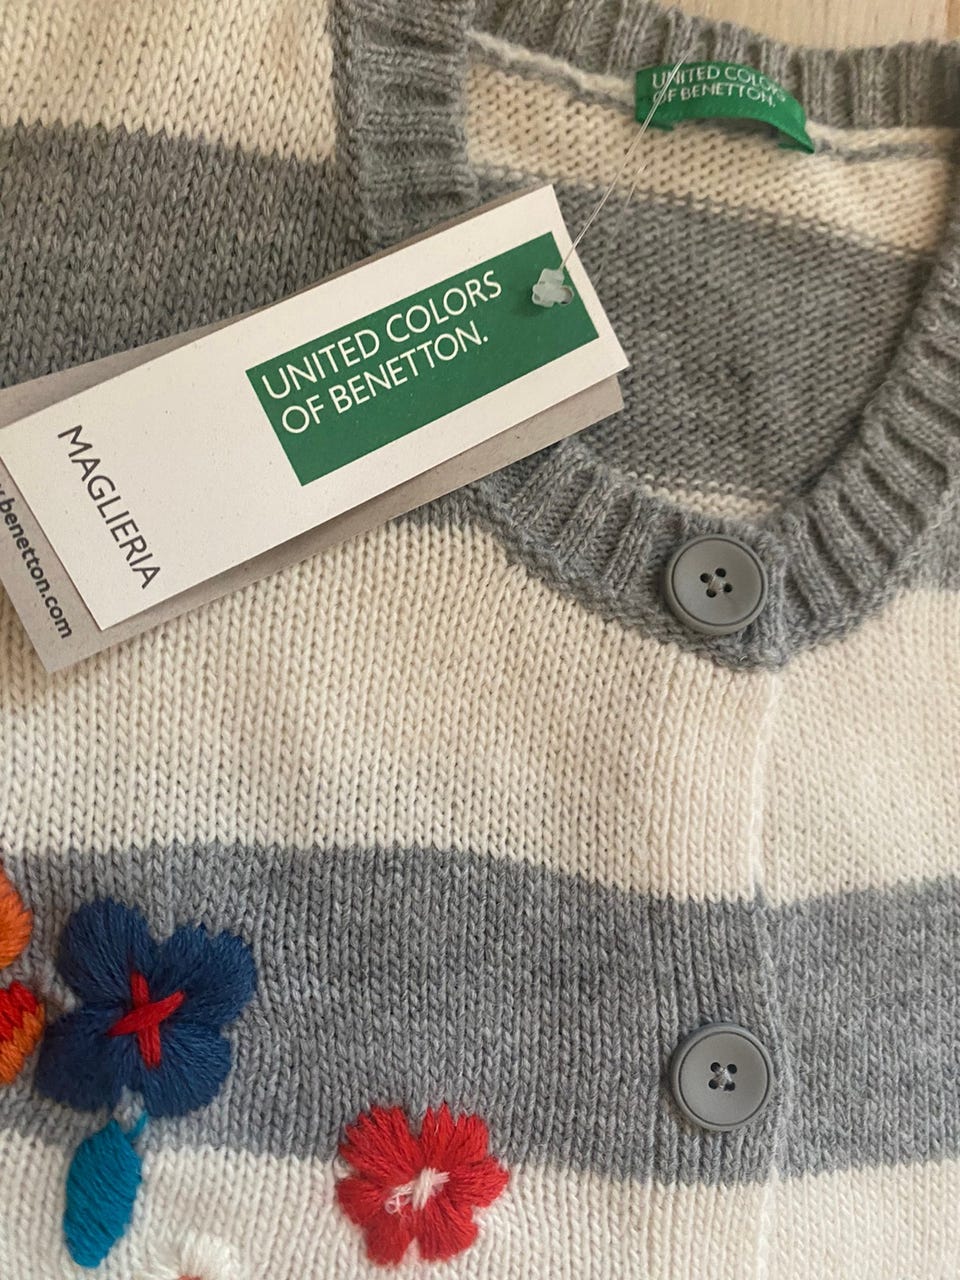 UNITED COLORS
OF BENETTON.
UNITED COLORS
OF BENETTON.
MAGLIERIA
benetton.com